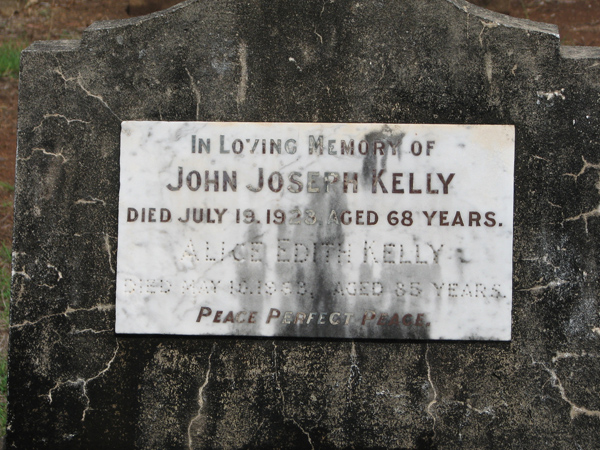 IN LOVING MEMORY OF
JOHN JOSEPH KELLY
DIED JULY 19. 1928, AGED 68 YEARS.
ALICE EDITH KELLY
DIED MAY AGED 85 YEARS.
PEACE PERFECT PEACE.